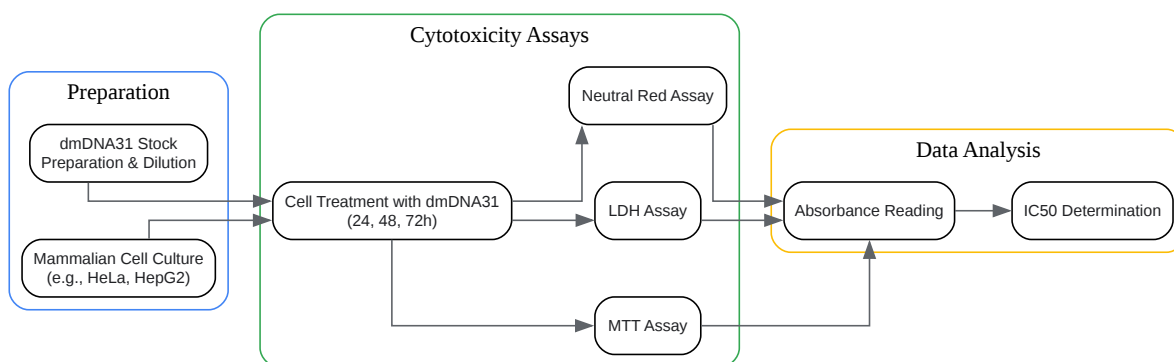 Preparation
dmDNA31 Stock
Preparation & Dilution
Mammalian Cell Culture
(e.g., HeLa, HepG2)
Cytotoxicity Assays
Cell Treatment with dmDNA31
(24, 48, 72h)
Neutral Red Assay
LDH Assay
MTT Assay
Data Analysis
Absorbance Reading
IC50 Determination